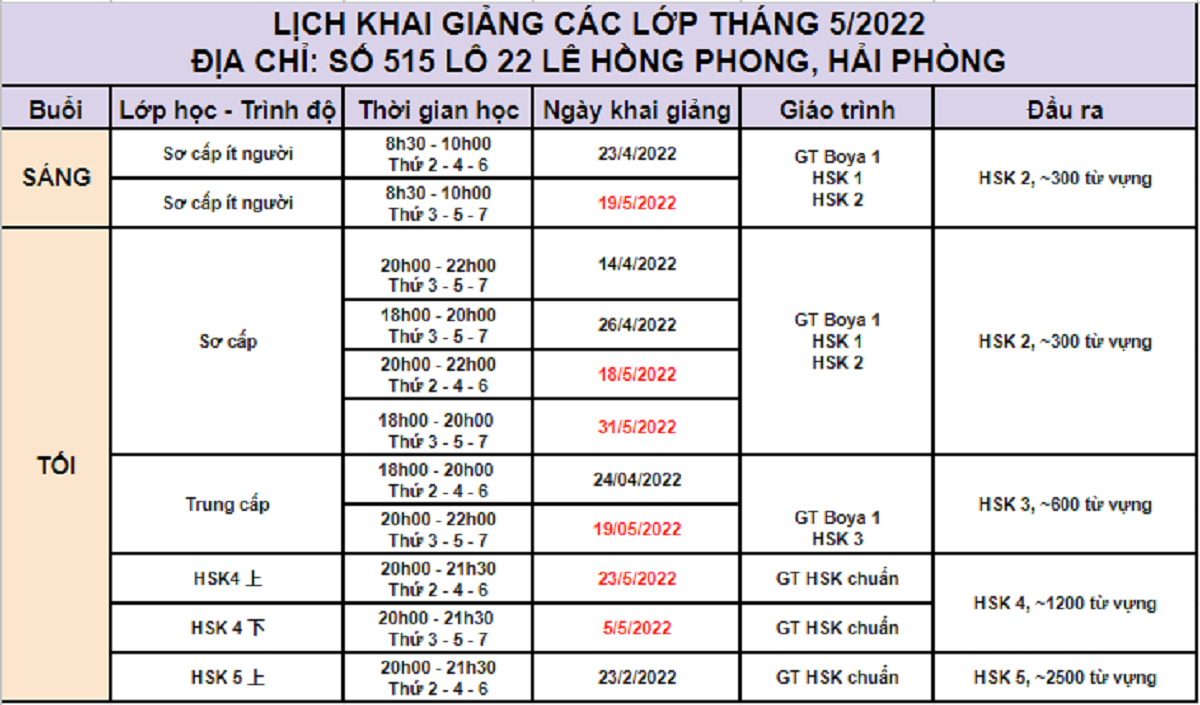 LỊCH KHAI GIẢNG CÁC LỚP THÁNG 5/2022
ĐỊA CHỈ: SỐ 515 LÔ 22 LÊ HỒNG PHONG, HẢI PHÒNG
Buổi
Lớp học - Trình độ
Thời gian học
Ngày khai giảng
Giáo trình
Đầu ra
SÁNG
Sơ cấp ít người
8h30 - 10h00
Thứ 2 - 4 - 6
23/4/2022
GT Boya 1
HSK 1
HSK 2
HSK 2, ~300 từ vựng
Sơ cấp ít người
8h30 - 10h00
Thứ 3 - 5 - 7
19/5/2022
TỐI
Sơ cấp
20h00 - 22h00
Thứ 3 - 5 - 7
14/4/2022
18h00 - 20h00
Thứ 3 - 5 - 7
26/4/2022
20h00 - 22h00
Thứ 2 - 4 - 6
18/5/2022
18h00 - 20h00
Thứ 3 - 5 - 7
31/5/2022
GT Boya 1
HSK 1
HSK 2
HSK 2, ~300 từ vựng
Trung cấp
18h00 - 20h00
Thứ 2 - 4 - 6
24/04/2022
20h00 - 22h00
Thứ 3 - 5 - 7
19/05/2022
GT Boya 1
HSK 3
HSK 3, ~600 từ vựng
HSK4 上
20h00 - 21h30
Thứ 2 - 4 - 6
23/5/2022
GT HSK chuẩn
HSK 4, ~1200 từ vựng
HSK 4 下
20h00 - 21h30
Thứ 3 - 5 - 7
5/5/2022
GT HSK chuẩn
HSK 5 上
20h00 - 21h30
Thứ 2 - 4 - 6
23/2/2022
GT HSK chuẩn
HSK 5, ~2500 từ vựng